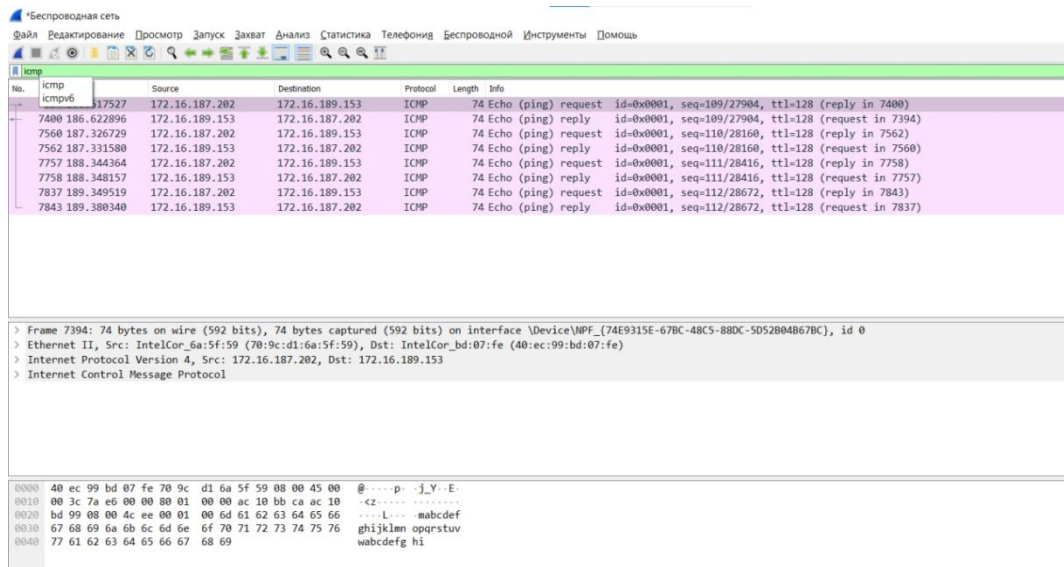 *Беспроводная сеть
Файл Редактирование Просмотр Запуск Захват Анализ Статистика Телефония Беспроводной Инструменты Помощь
icmp
icmp
icmpv6
No. Source Destination Protocol Length Info
17527 172.16.187.202 172.16.189.153 ICMP 74 Echo (ping) request id=0x0001, seq=109/27904, ttl=128 (reply in 7400)
7400 186.622896 172.16.189.153 172.16.187.202 ICMP 74 Echo (ping) reply id=0x0001, seq=109/27904, ttl=128 (request in 7394)
7560 187.326729 172.16.187.202 172.16.189.153 ICMP 74 Echo (ping) request id=0x0001, seq=110/28160, ttl=128 (reply in 7562)
7562 187.331580 172.16.189.153 172.16.187.202 ICMP 74 Echo (ping) reply id=0x0001, seq=110/28160, ttl=128 (request in 7560)
7757 188.344364 172.16.187.202 172.16.189.153 ICMP 74 Echo (ping) request id=0x0001, seq=111/28416, ttl=128 (reply in 7758)
7758 188.348157 172.16.189.153 172.16.187.202 ICMP 74 Echo (ping) reply id=0x0001, seq=111/28416, ttl=128 (request in 7757)
7837 189.349519 172.16.187.202 172.16.189.153 ICMP 74 Echo (ping) request id=0x0001, seq=112/28672, ttl=128 (reply in 7843)
7843 189.380340 172.16.189.153 172.16.187.202 ICMP 74 Echo (ping) reply id=0x0001, seq=112/28672, ttl=128 (request in 7837)
> Frame 7394: 74 bytes on wire (592 bits), 74 bytes captured (592 bits) on interface \Device\NPF_{74E9315E-67BC-48C5-88DC-5D52B04B67BC}, id 0
> Ethernet II, Src: IntelCor_6a:5f:59 (70:9c:d1:6a:5f:59), Dst: IntelCor_bd:07:fe (40:ec:99:bd:07:fe)
> Internet Protocol Version 4, Src: 172.16.187.202, Dst: 172.16.189.153
> Internet Control Message Protocol
0000 40 ec 99 bd 07 fe 70 9c d1 6a 5f 59 08 00 45 00 @·····p· ·j_Y··E·
0010 00 3c 7a e6 00 00 80 01 00 00 ac 10 bb ca ac 10 ·<z····· ········
0020 bd 99 08 00 4c ee 00 01 00 6d 61 62 63 64 65 66 ····L··· ·mabcdef
0030 67 68 69 6a 6b 6c 6d 6e 6f 70 71 72 73 74 75 76 ghijklmn opqrstuv
0040 77 61 62 63 64 65 66 67 68 69 wabcdefg hi